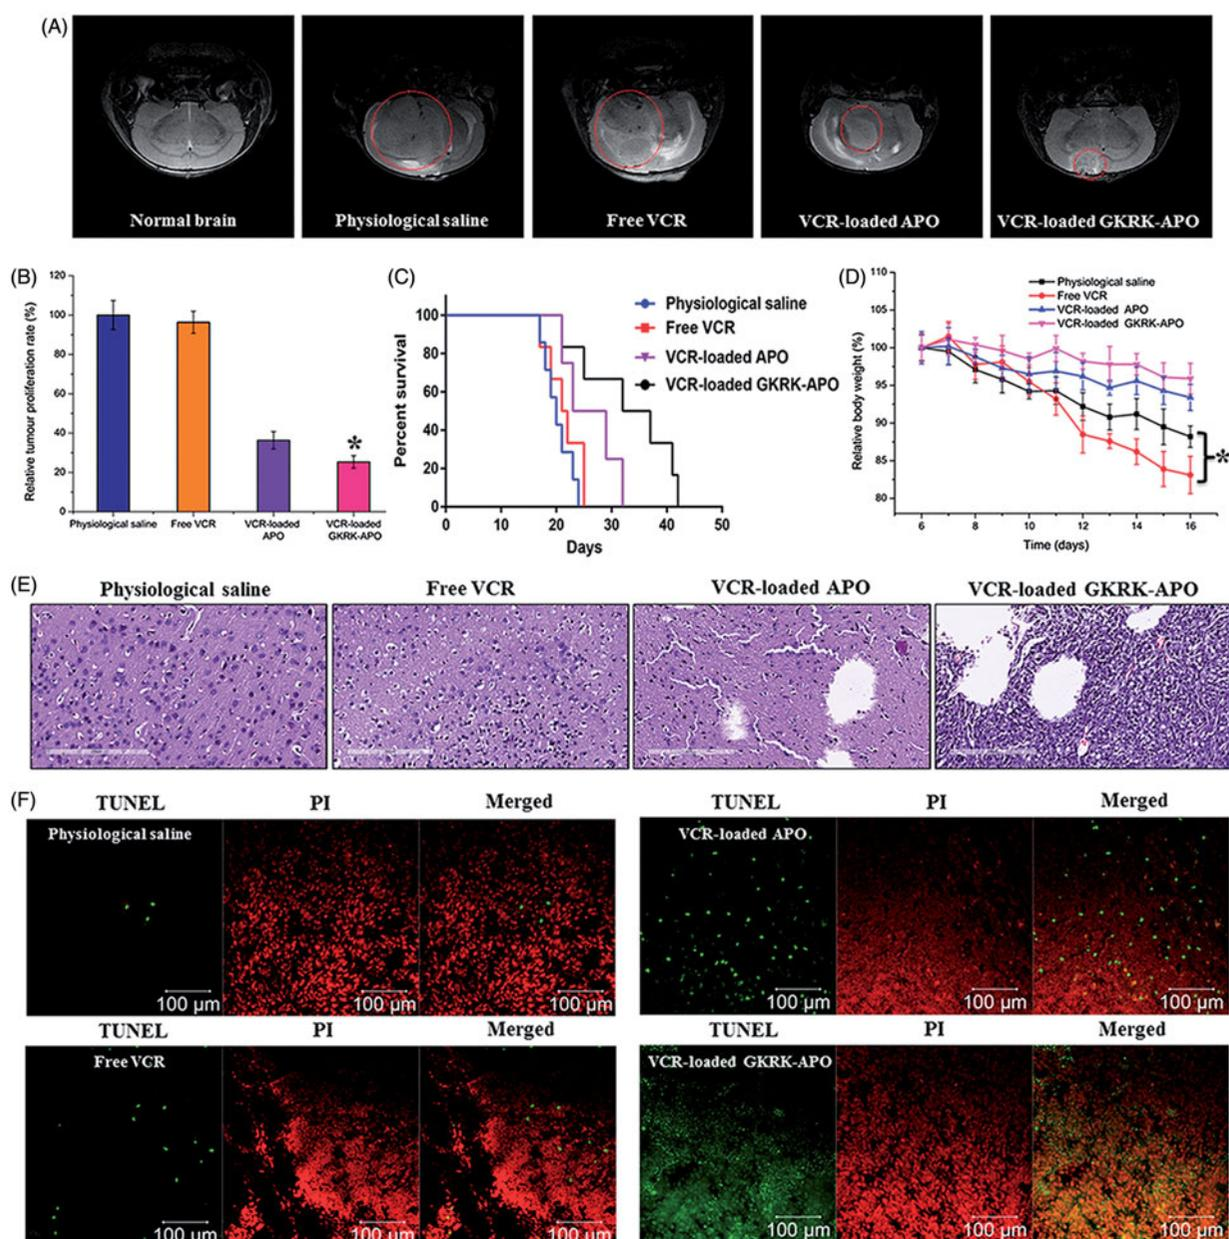 (A)
Normal brain
Physiological saline
Free VCR
VCR-loaded APO
VCR-loaded GKRK-APO
(B)
Relative tumour proliferation rate (%)
120
100
80
60
40
20
0
*
Physiological saline
Free VCR
VCR-loaded
APO
VCR-loaded
GKRK-APO
(C)
Percent survival
100
80
60
40
20
0
0 10 20 30 40 50
Days
Physiological saline
Free VCR
VCR-loaded APO
VCR-loaded GKRK-APO
(D)
Relative body weight (%)
110
105
100
95
90
85
80
6 8 10 12 14 16
Time (days)
Physiological saline
Free VCR
VCR-loaded APO
VCR-loaded GKRK-APO
*
(E)
Physiological saline
Free VCR
VCR-loaded APO
VCR-loaded GKRK-APO
(F)
TUNEL PI Merged
Physiological saline
100 µm 100 µm 100 µm
TUNEL PI Merged
VCR-loaded APO
100 µm 100 µm 100 µm
TUNEL PI Merged
Free VCR
100 µm 100 µm 100 µm
TUNEL PI Merged
VCR-loaded GKRK-APO
100 µm 100 µm 100 µm